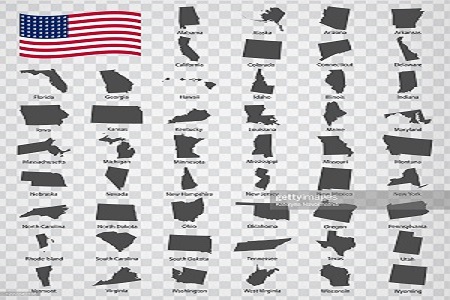 Alabama Alaska Arizona Arkansas
California Colorado Connecticut Delaware
Florida Georgia Hawaii Idaho Illinois Indiana
Iowa Kansas Kentucky Louisiana Maine Maryland
Massachusetts Michigan Minnesota Mississippi Missouri Montana
gettyimages
Nebraska Nevada New Hampshire New Jersey New Mexico New York
North Carolina North Dakota Ohio Oklahoma Oregon Pennsylvania
Rhode Island South Carolina South Dakota Tennessee Texas Utah
Vermont Virginia Washington West Virginia Wisconsin Wyoming